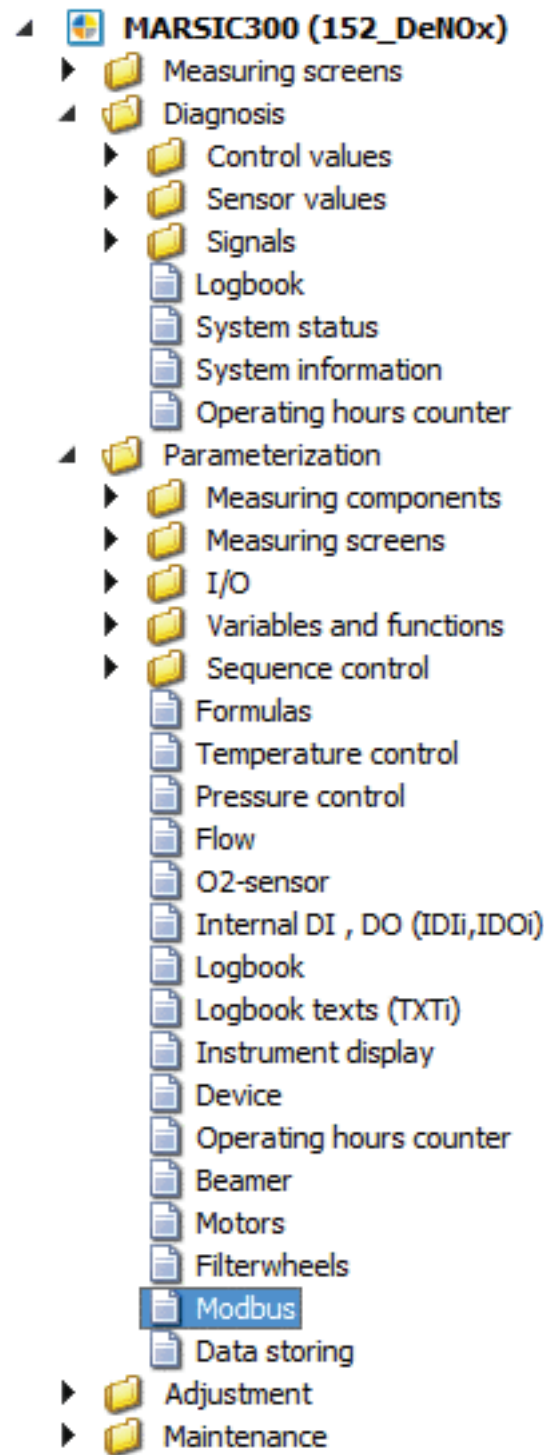 MARSIC300 (152_DeNOx)
Measuring screens
Diagnosis
Control values
Sensor values
Signals
Logbook
System status
System information
Operating hours counter
Parameterization
Measuring components
Measuring screens
I/O
Variables and functions
Sequence control
Formulas
Temperature control
Pressure control
Flow
O2-sensor
Internal DI , DO (IDIi,IDOi)
Logbook
Logbook texts (TXTi)
Instrument display
Device
Operating hours counter
Beamer
Motors
Filterwheels
Modbus
Data storing
Adjustment
Maintenance